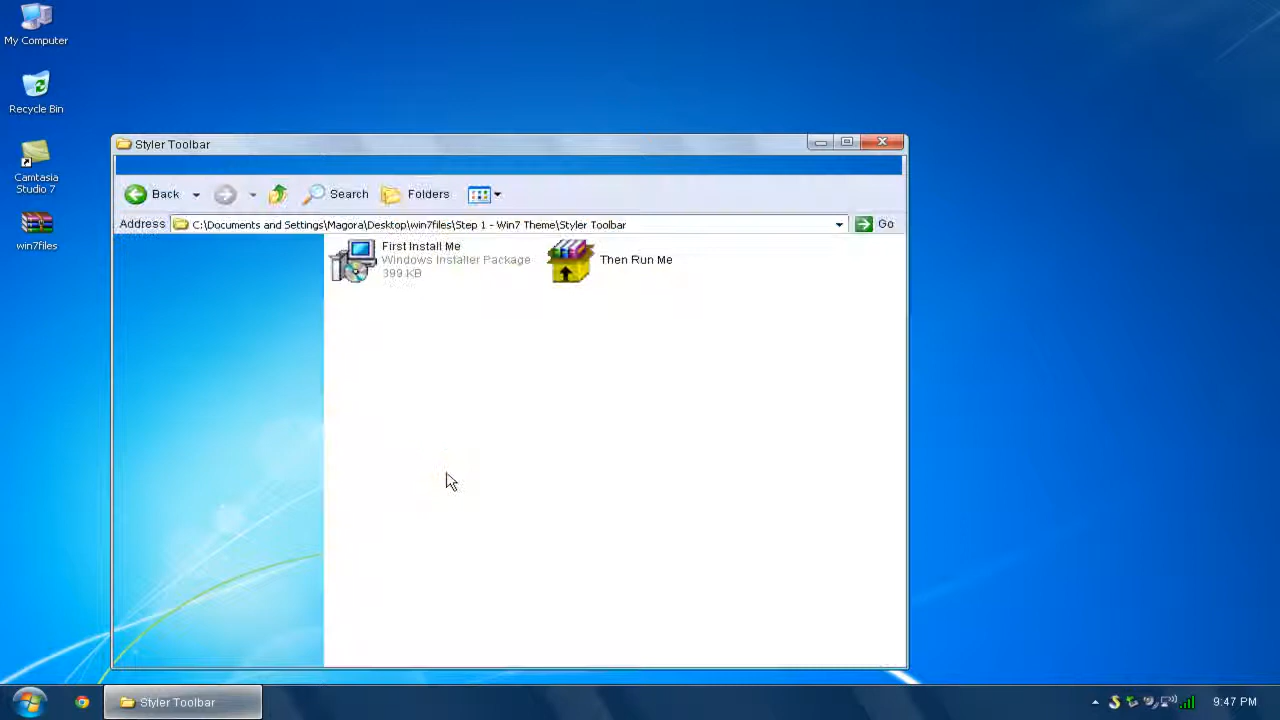 My Computer
Recycle Bin
Camtasia
Studio 7
win7files
Styler Toolbar
Back
Search
Folders
Address
C:\Documents and Settings\Magora\Desktop\win7files\Step 1 - Win7 Theme\Styler Toolbar
Go
First Install Me
Windows Installer Package
399 KB
Then Run Me
Styler Toolbar
9:47 PM